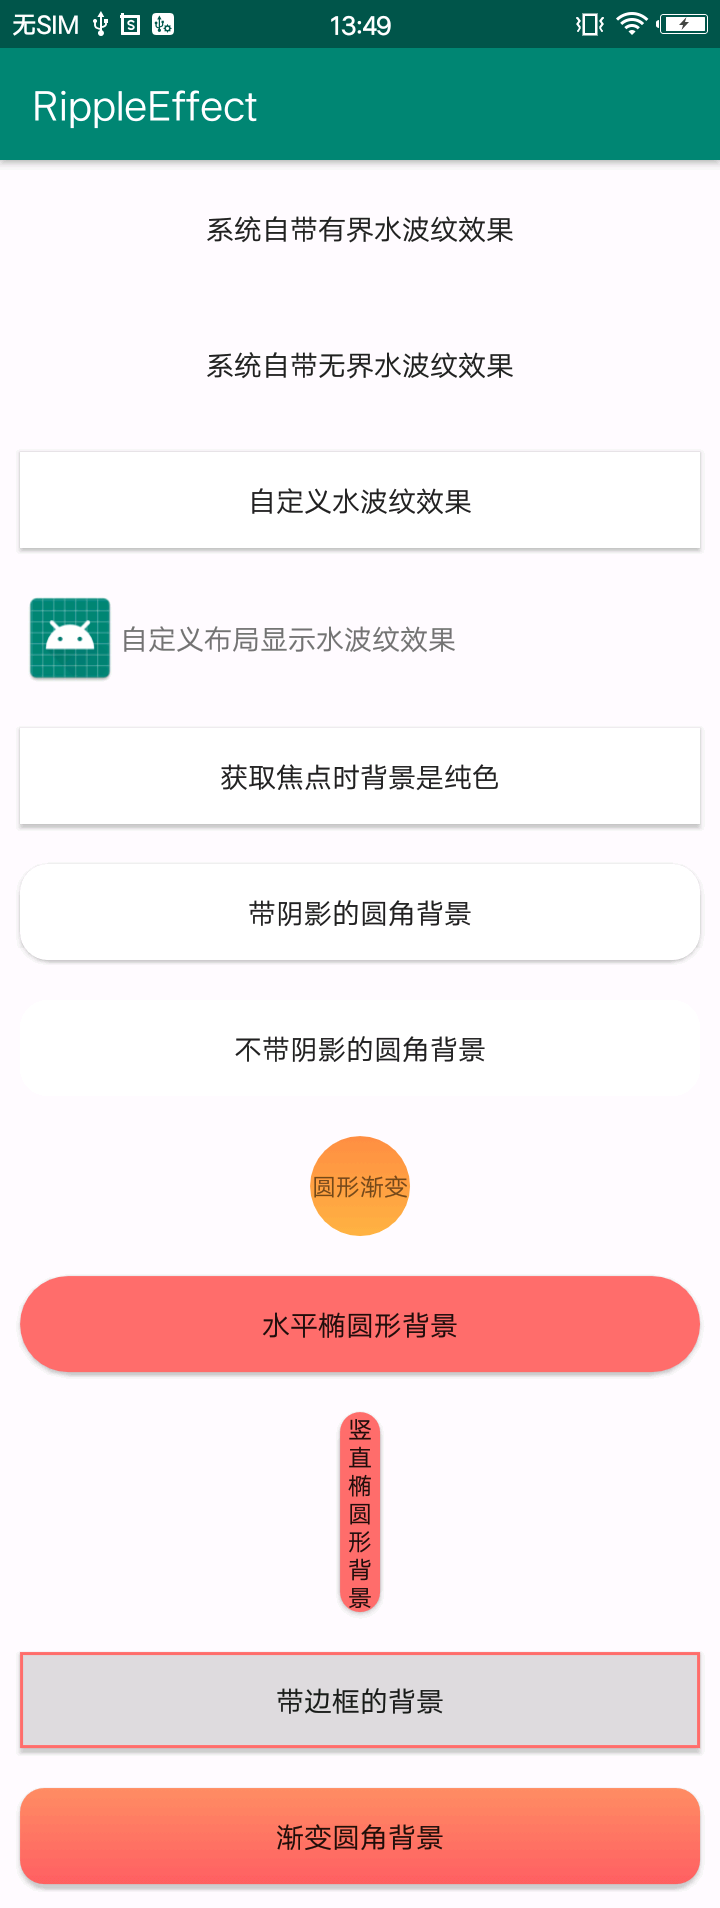 无SIM 13:49
RippleEffect
系统自带有界水波纹效果
系统自带无界水波纹效果
自定义水波纹效果
自定义布局显示水波纹效果
获取焦点时背景是纯色
带阴影的圆角背景
不带阴影的圆角背景
圆形渐变
水平椭圆形背景
竖
直
椭
圆
形
背
景
带边框的背景
渐变圆角背景